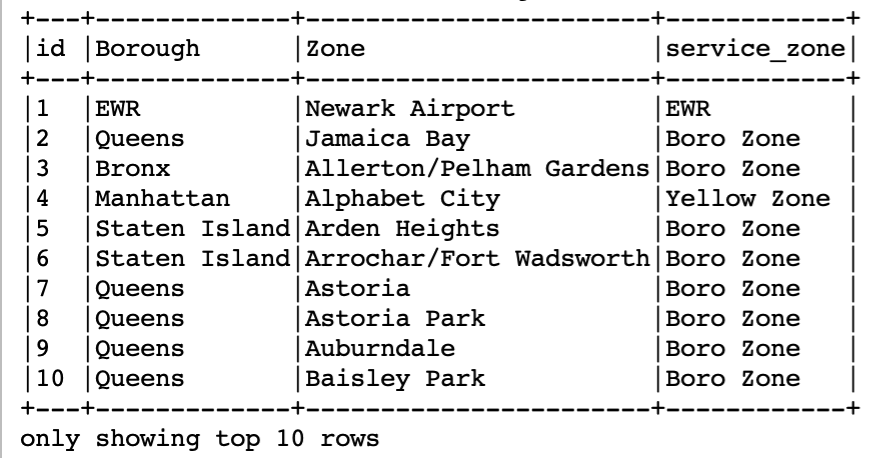 +---+-------------+-----------------------+------------+
|id |Borough      |Zone                   |service_zone|
+---+-------------+-----------------------+------------+
|1  |EWR          |Newark Airport         |EWR         |
|2  |Queens       |Jamaica Bay            |Boro Zone   |
|3  |Bronx        |Allerton/Pelham Gardens|Boro Zone   |
|4  |Manhattan    |Alphabet City          |Yellow Zone |
|5  |Staten Island|Arden Heights          |Boro Zone   |
|6  |Staten Island|Arrochar/Fort Wadsworth|Boro Zone   |
|7  |Queens       |Astoria                |Boro Zone   |
|8  |Queens       |Astoria Park           |Boro Zone   |
|9  |Queens       |Auburndale             |Boro Zone   |
|10 |Queens       |Baisley Park           |Boro Zone   |
+---+-------------+-----------------------+------------+
only showing top 10 rows